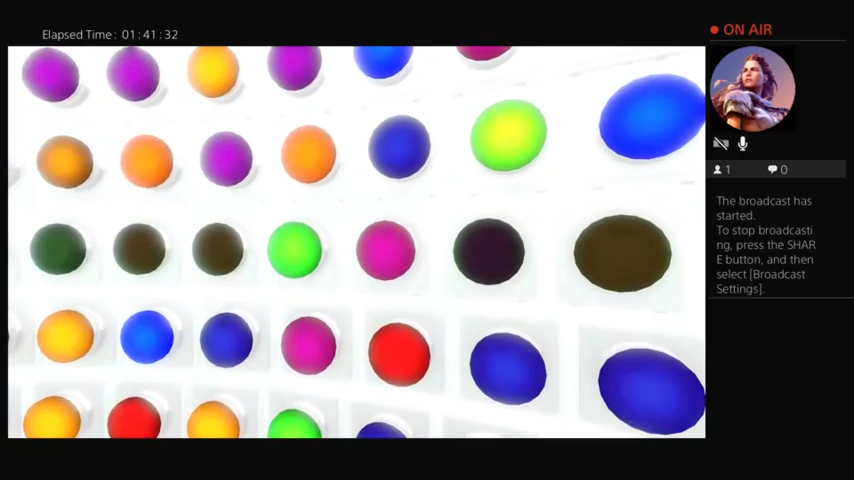 Elapsed Time: 01:41:32
ON AIR
1
0
The broadcast has
started.
To stop broadcasti
ng, press the SHAR
E button, and then
select [Broadcast
Settings].